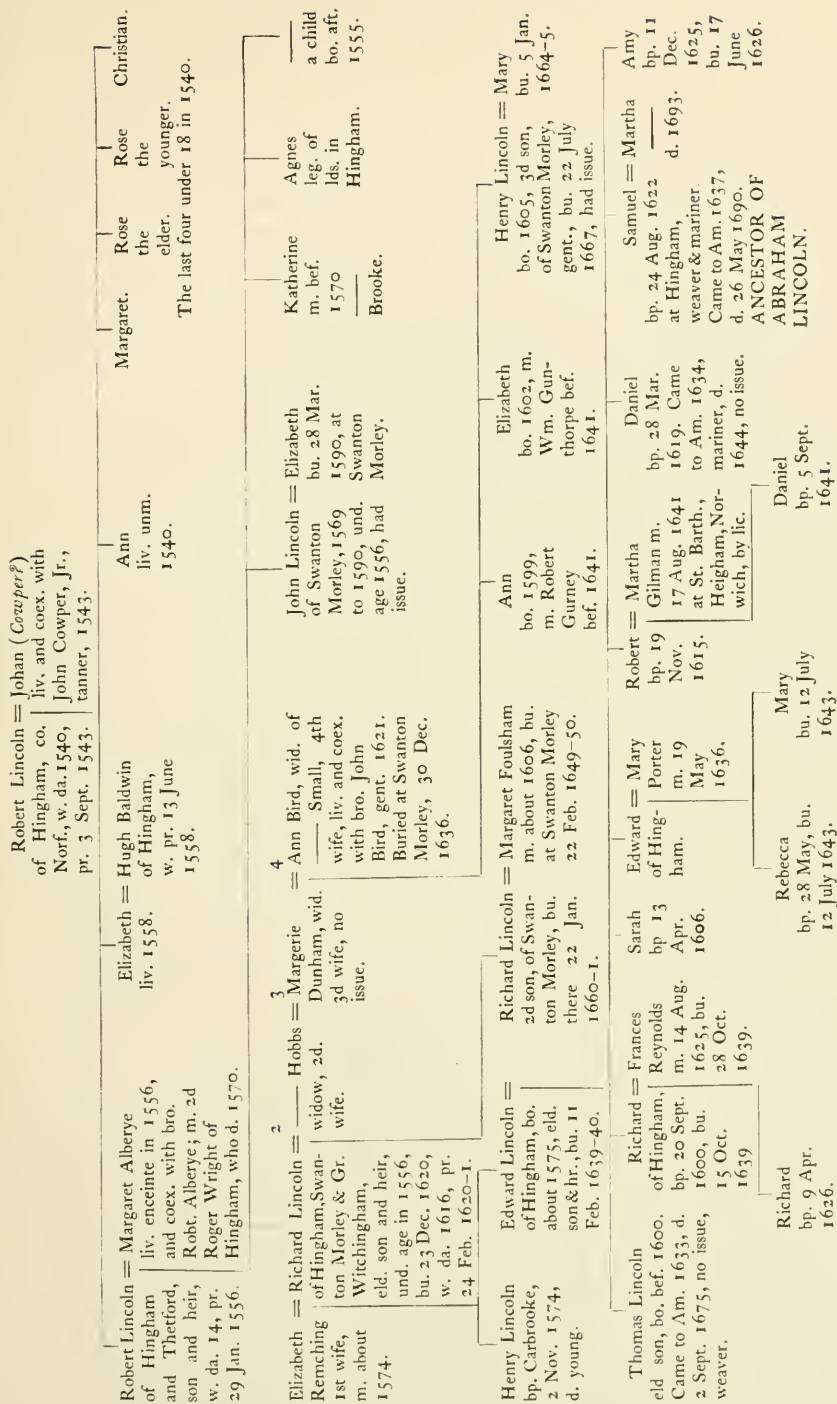 Robert Lincoln = Johan (Cowper?)
of Hingham, co.
Norf., w. da. 1540,
pr. 3 Sept. 1543.
liv. and coex. with
John Cowper, Jr.,
tanner, 1543.
Robert Lincoln = Margaret Alberye
of Hingham
and Thetford,
son and heir,
w. da. 14, pr.
29 Jan. 1556.
liv. enceinte in 1556,
and coex. with bro.
Robt. Alberye; m. 2d
Roger Wright of
Hingham, who d. 1570.
Elizabeth = Hugh Baldwin
liv. 1558.
of Hingham,
w. pr. 13 June
1558.
Ann
liv. unm.
1540.
Margaret.
Rose
the
elder.
Rose
the
younger.
Christian.
The last four under 18 in 1540.
2
3
4
Elizabeth = Richard Lincoln = —— Hobbs = Margerie = Ann Bird, wid. of
Remching
1st wife,
m. about
1574.
of Hingham, Swan-
ton Morley & Gr.
Witchingham,
eld. son and heir,
und. age in 1556,
bu. 23 Dec. 1620,
w. da. 1616, pr.
24 Feb. 1620-1.
widow, 2d.
wife.
Dunham, wid.
3d wife, no
issue.
—— Small, 4th
wife, liv. and coex.
with bro. John
Bird, gent. 1621.
Buried at Swanton
Morley, 30 Dec.
1636.
John Lincoln = Elizabeth
of Swanton
Morley, 1569
to 1590, und.
age 1556, had
issue.
bu. 28 Mar.
1590, at
Swanton
Morley.
Katherine
m. bef.
1570
——
Brooke.
Agnes
leg. of
lds. in
Hingham.
——
a child
bo. aft.
1555.
Henry Lincoln
bp. Carbrooke,
2 Nov. 1574,
d. young.
Edward Lincoln =
of Hingham, bo.
about 1575, eld.
son & hr., bu. 11
Feb. 1639-40.
Richard Lincoln = Margaret Foulsham
2d son, of Swan-
ton Morley, bu.
there 22 Jan.
1660-1.
m. about 1606, bu.
at Swanton Morley
22 Feb. 1649-50.
Ann
bo. 1599,
m. Robert
Gurney
bef. 1641.
Elizabeth
bo. 1602, m.
Wm. Gun-
thorpe bef.
1641.
Henry Lincoln = Mary
bo. 1605, 3d son,
of Swanton Morley,
gent., bu. 22 July
1667, had issue.
bu. 5 Jan.
1664-5.
Thomas Lincoln
eld son, bo. bef. 1600.
Came to Am. 1633, d.
2 Sept. 1675, no issue,
weaver.
Richard = Frances
of Hingham,
bp. 20 Sept.
1600, bu.
15 Oct.
1639
Reynolds
m. 14 Aug.
1625, bu.
28 Oct.
1639.
Sarah
bp 13
Apr.
1606.
Edward = Mary
of Hing-
ham.
Porter
m. 19
May
1636.
Robert = Martha
bp. 19
Nov.
1615.
Gilman m.
17 Aug. 1641
at St. Barth.,
Heigham, Nor-
wich, by lic.
Daniel
bp. 28 Mar.
1619. Came
to Am. 1634,
mariner, d.
1644, no issue.
Samuel = Martha
bp. 24 Aug. 1622
at Hingham,
weaver & mariner.
Came to Am. 1637,
d. 26 May 1690.
ANCESTOR OF
ABRAHAM
LINCOLN.
——
d. 1693.
Amy
bp. 11
Dec.
1625,
bu. 17
June
1626.
Richard
bp. 9 Apr.
1626.
Rebecca
bp. 28 May, bu.
12 July 1643.
Mary
bu. 12 July
1643.
Daniel
bp. 5 Sept.
1641.